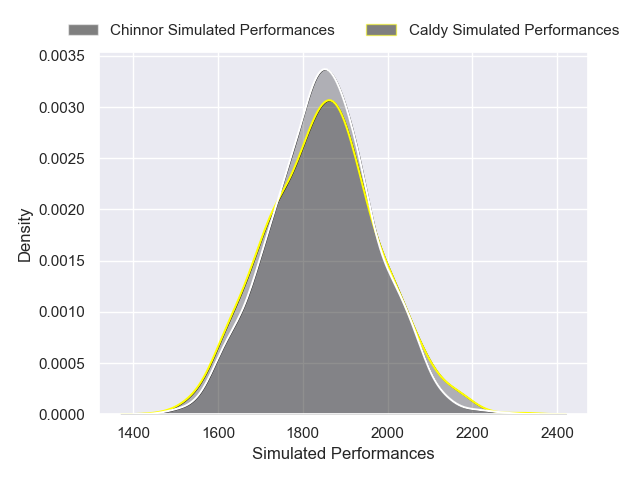 Chinnor Simulated Performances Caldy Simulated Performances
0.0035
0.0030
0.0025
0.0020
0.0015
0.0010
0.0005
0.0000
Density
1400 1600 1800 2000 2200 2400
Simulated Performances